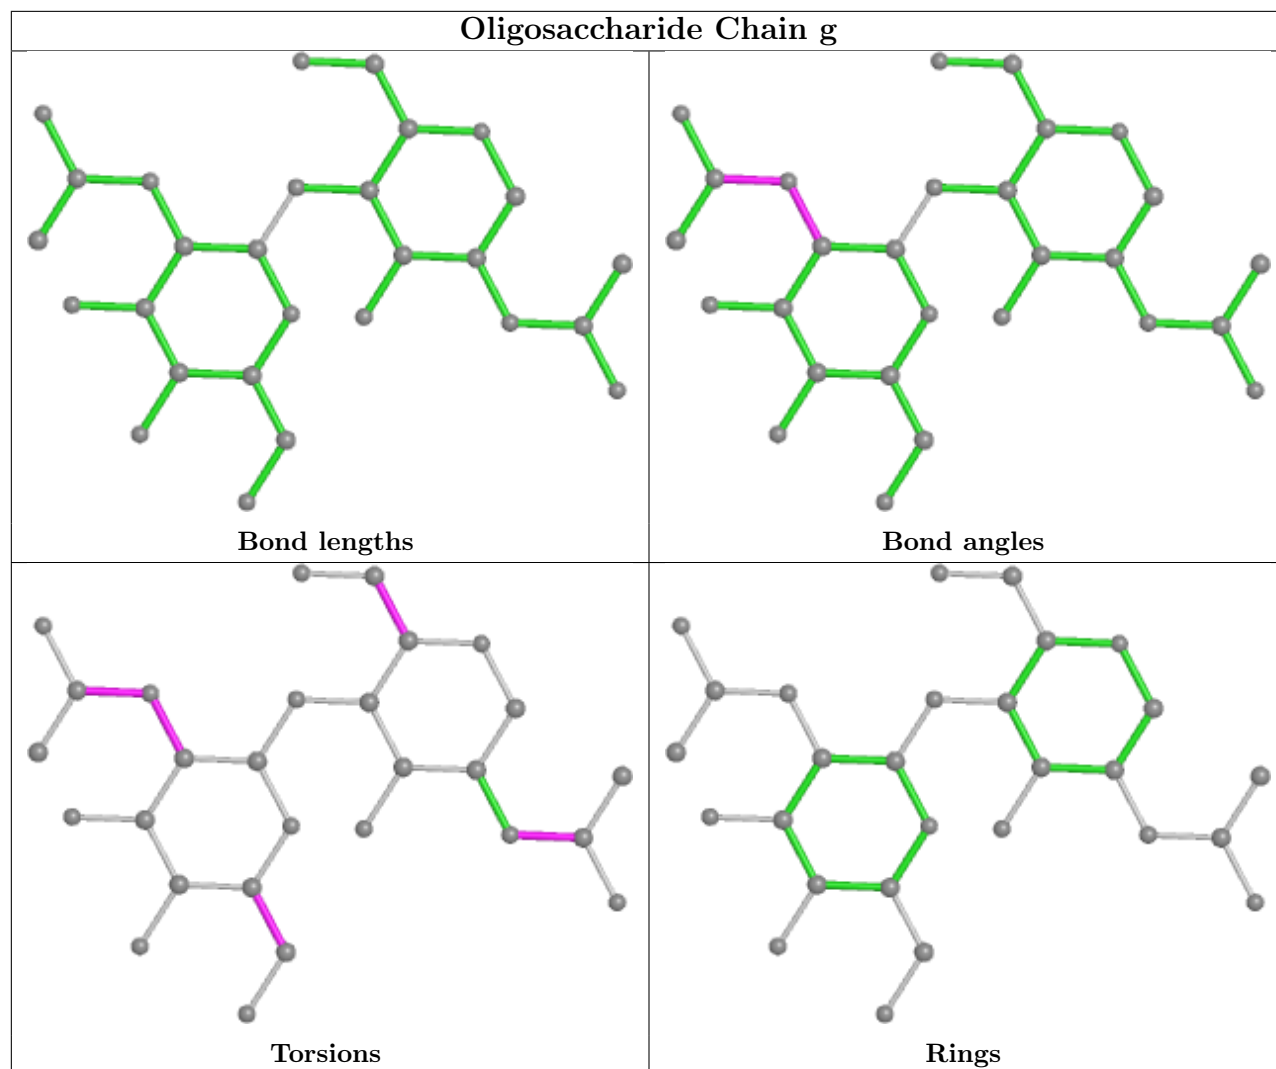 Oligosaccharide Chain g
Bond lengths
Bond angles
Torsions
Rings